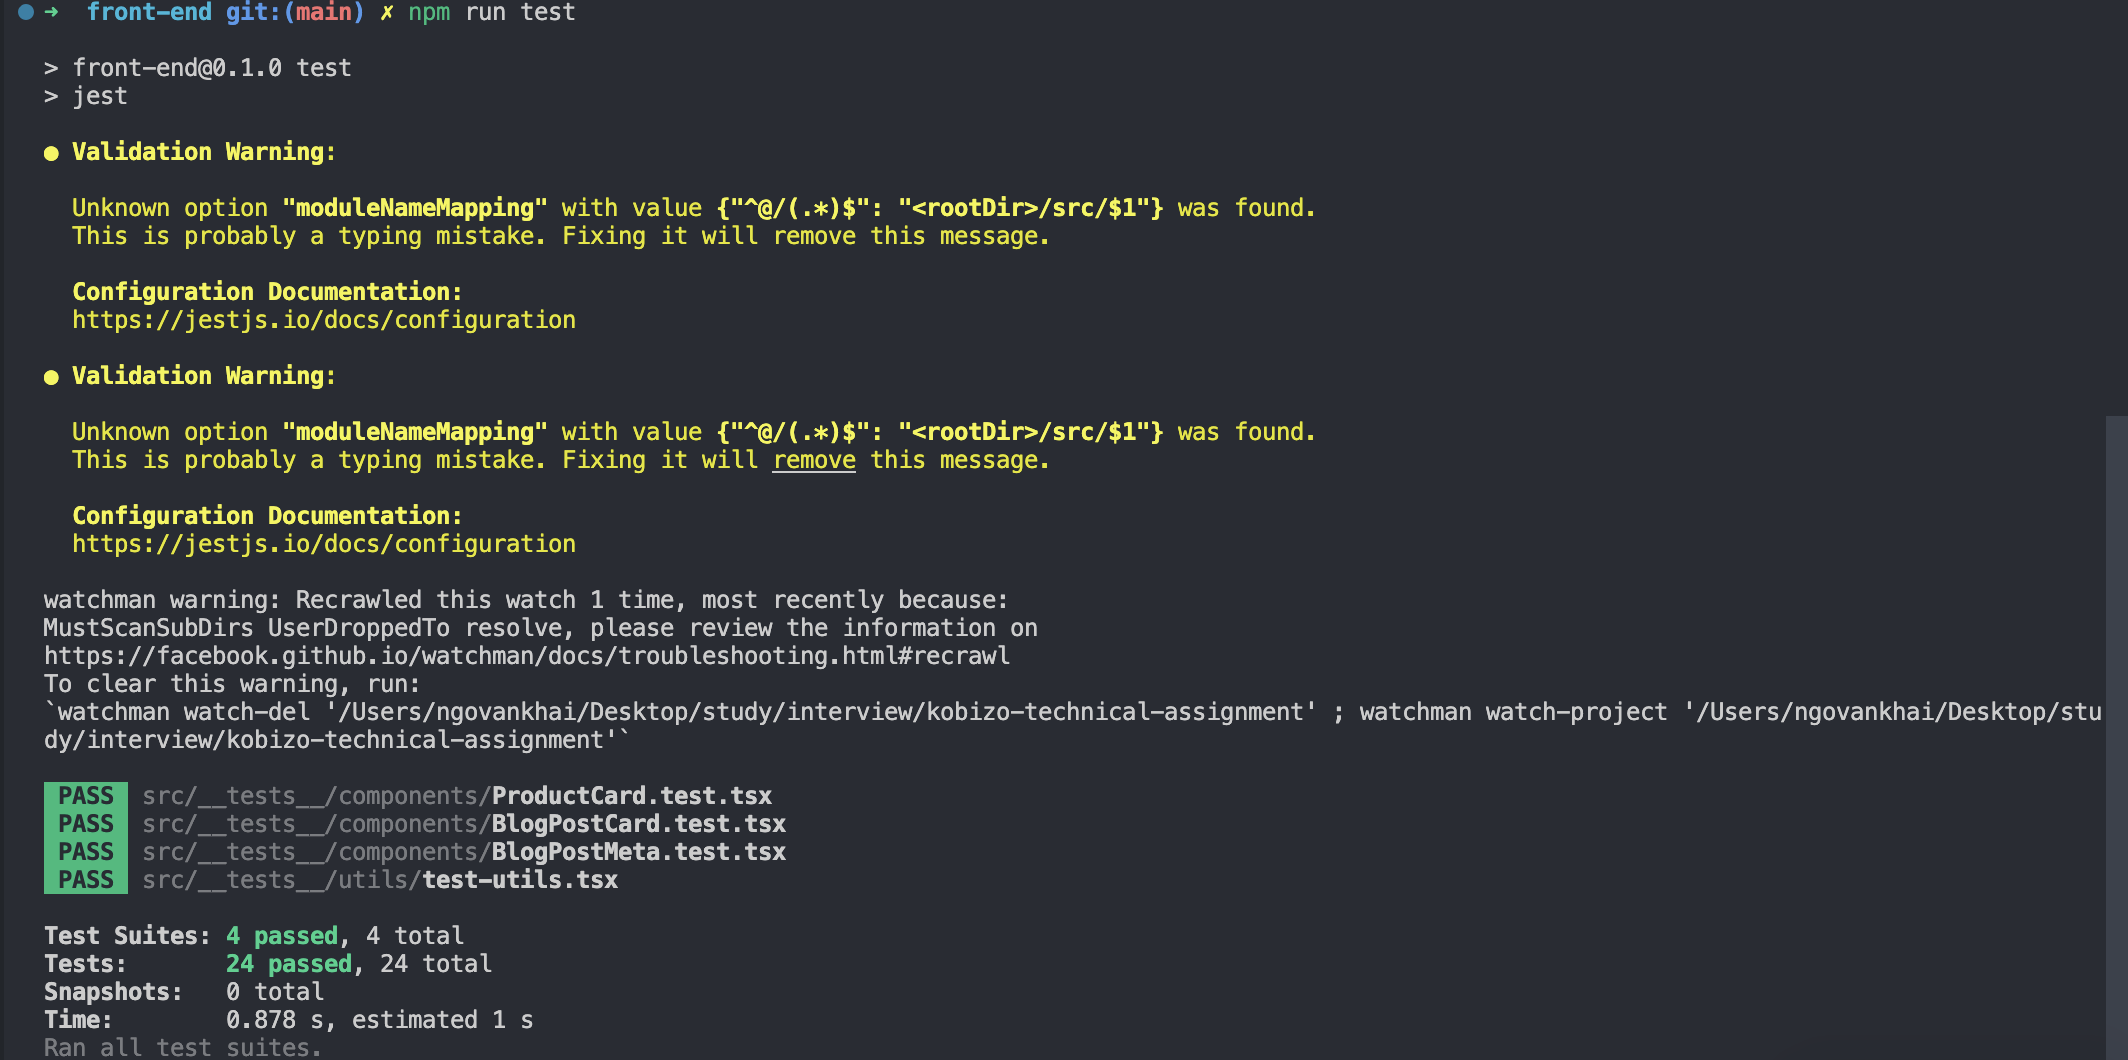 ➜  front-end git:(main) ✗ npm run test
> front-end@0.1.0 test
> jest
● Validation Warning:
Unknown option "moduleNameMapping" with value {"^@/(.*)$": "<rootDir>/src/$1"} was found.
This is probably a typing mistake. Fixing it will remove this message.
Configuration Documentation:
https://jestjs.io/docs/configuration
● Validation Warning:
Unknown option "moduleNameMapping" with value {"^@/(.*)$": "<rootDir>/src/$1"} was found.
This is probably a typing mistake. Fixing it will remove this message.
Configuration Documentation:
https://jestjs.io/docs/configuration
watchman warning: Recrawled this watch 1 time, most recently because:
MustScanSubDirs UserDroppedTo resolve, please review the information on
https://facebook.github.io/watchman/docs/troubleshooting.html#recrawl
To clear this warning, run:
`watchman watch-del '/Users/ngovankhai/Desktop/study/interview/kobizo-technical-assignment' ; watchman watch-project '/Users/ngovankhai/Desktop/stu
dy/interview/kobizo-technical-assignment'`
PASS src/__tests__/components/ProductCard.test.tsx
PASS src/__tests__/components/BlogPostCard.test.tsx
PASS src/__tests__/components/BlogPostMeta.test.tsx
PASS src/__tests__/utils/test-utils.tsx
Test Suites: 4 passed, 4 total
Tests:       24 passed, 24 total
Snapshots:   0 total
Time:        0.878 s, estimated 1 s
Ran all test suites.